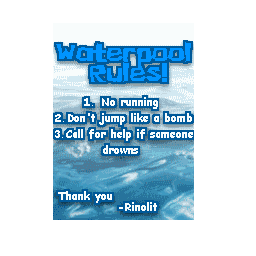 Waterpool
Rules!
1. No running
2.Don't jump like a bomb
3.Call for help if someone
drowns
Thank you
-Rinolit